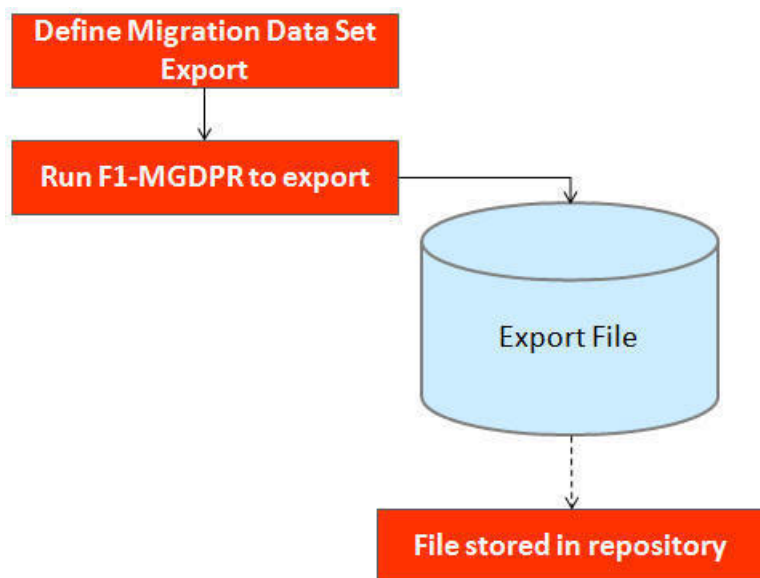 Define Migration Data Set
Export
Run F1-MGDPR to export
Export File
File stored in repository